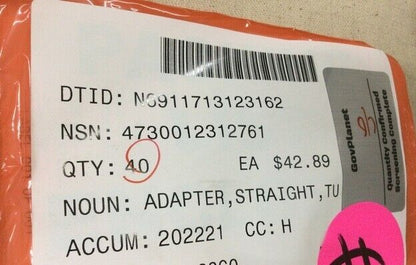 DTID: N6911713123162
NSN: 4730012312761
QTY: 40 EA $42.89
NOUN: ADAPTER,STRAIGHT,TU
ACCUM: 202221 CC: H
GovPlanet
Quantity Confirmed
Screening Complete